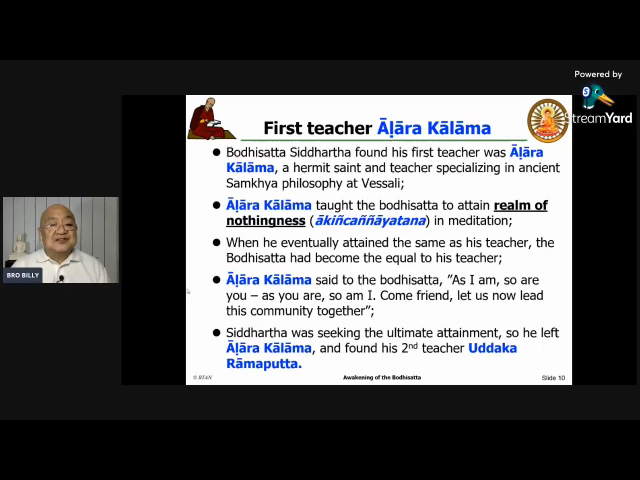 Powered by
StreamYard
First teacher Āḷāra Kālāma
● Bodhisatta Siddhartha found his first teacher was Āḷāra
Kālāma, a hermit saint and teacher specializing in ancient
Samkhya philosophy at Vessali;
● Āḷāra Kālāma taught the bodhisatta to attain realm of
nothingness (ākiñcaññāyatana) in meditation;
● When he eventually attained the same as his teacher, the
Bodhisatta had become the equal to his teacher;
● Āḷāra Kālāma said to the bodhisatta, ”As I am, so are
you – as you are, so am I. Come friend, let us now lead
this community together”;
● Siddhartha was seeking the ultimate attainment, so he left
Āḷāra Kālāma, and found his 2nd teacher Uddaka
Rāmaputta.
BRO BILLY
Awakening of the Bodhisatta
Slide 10